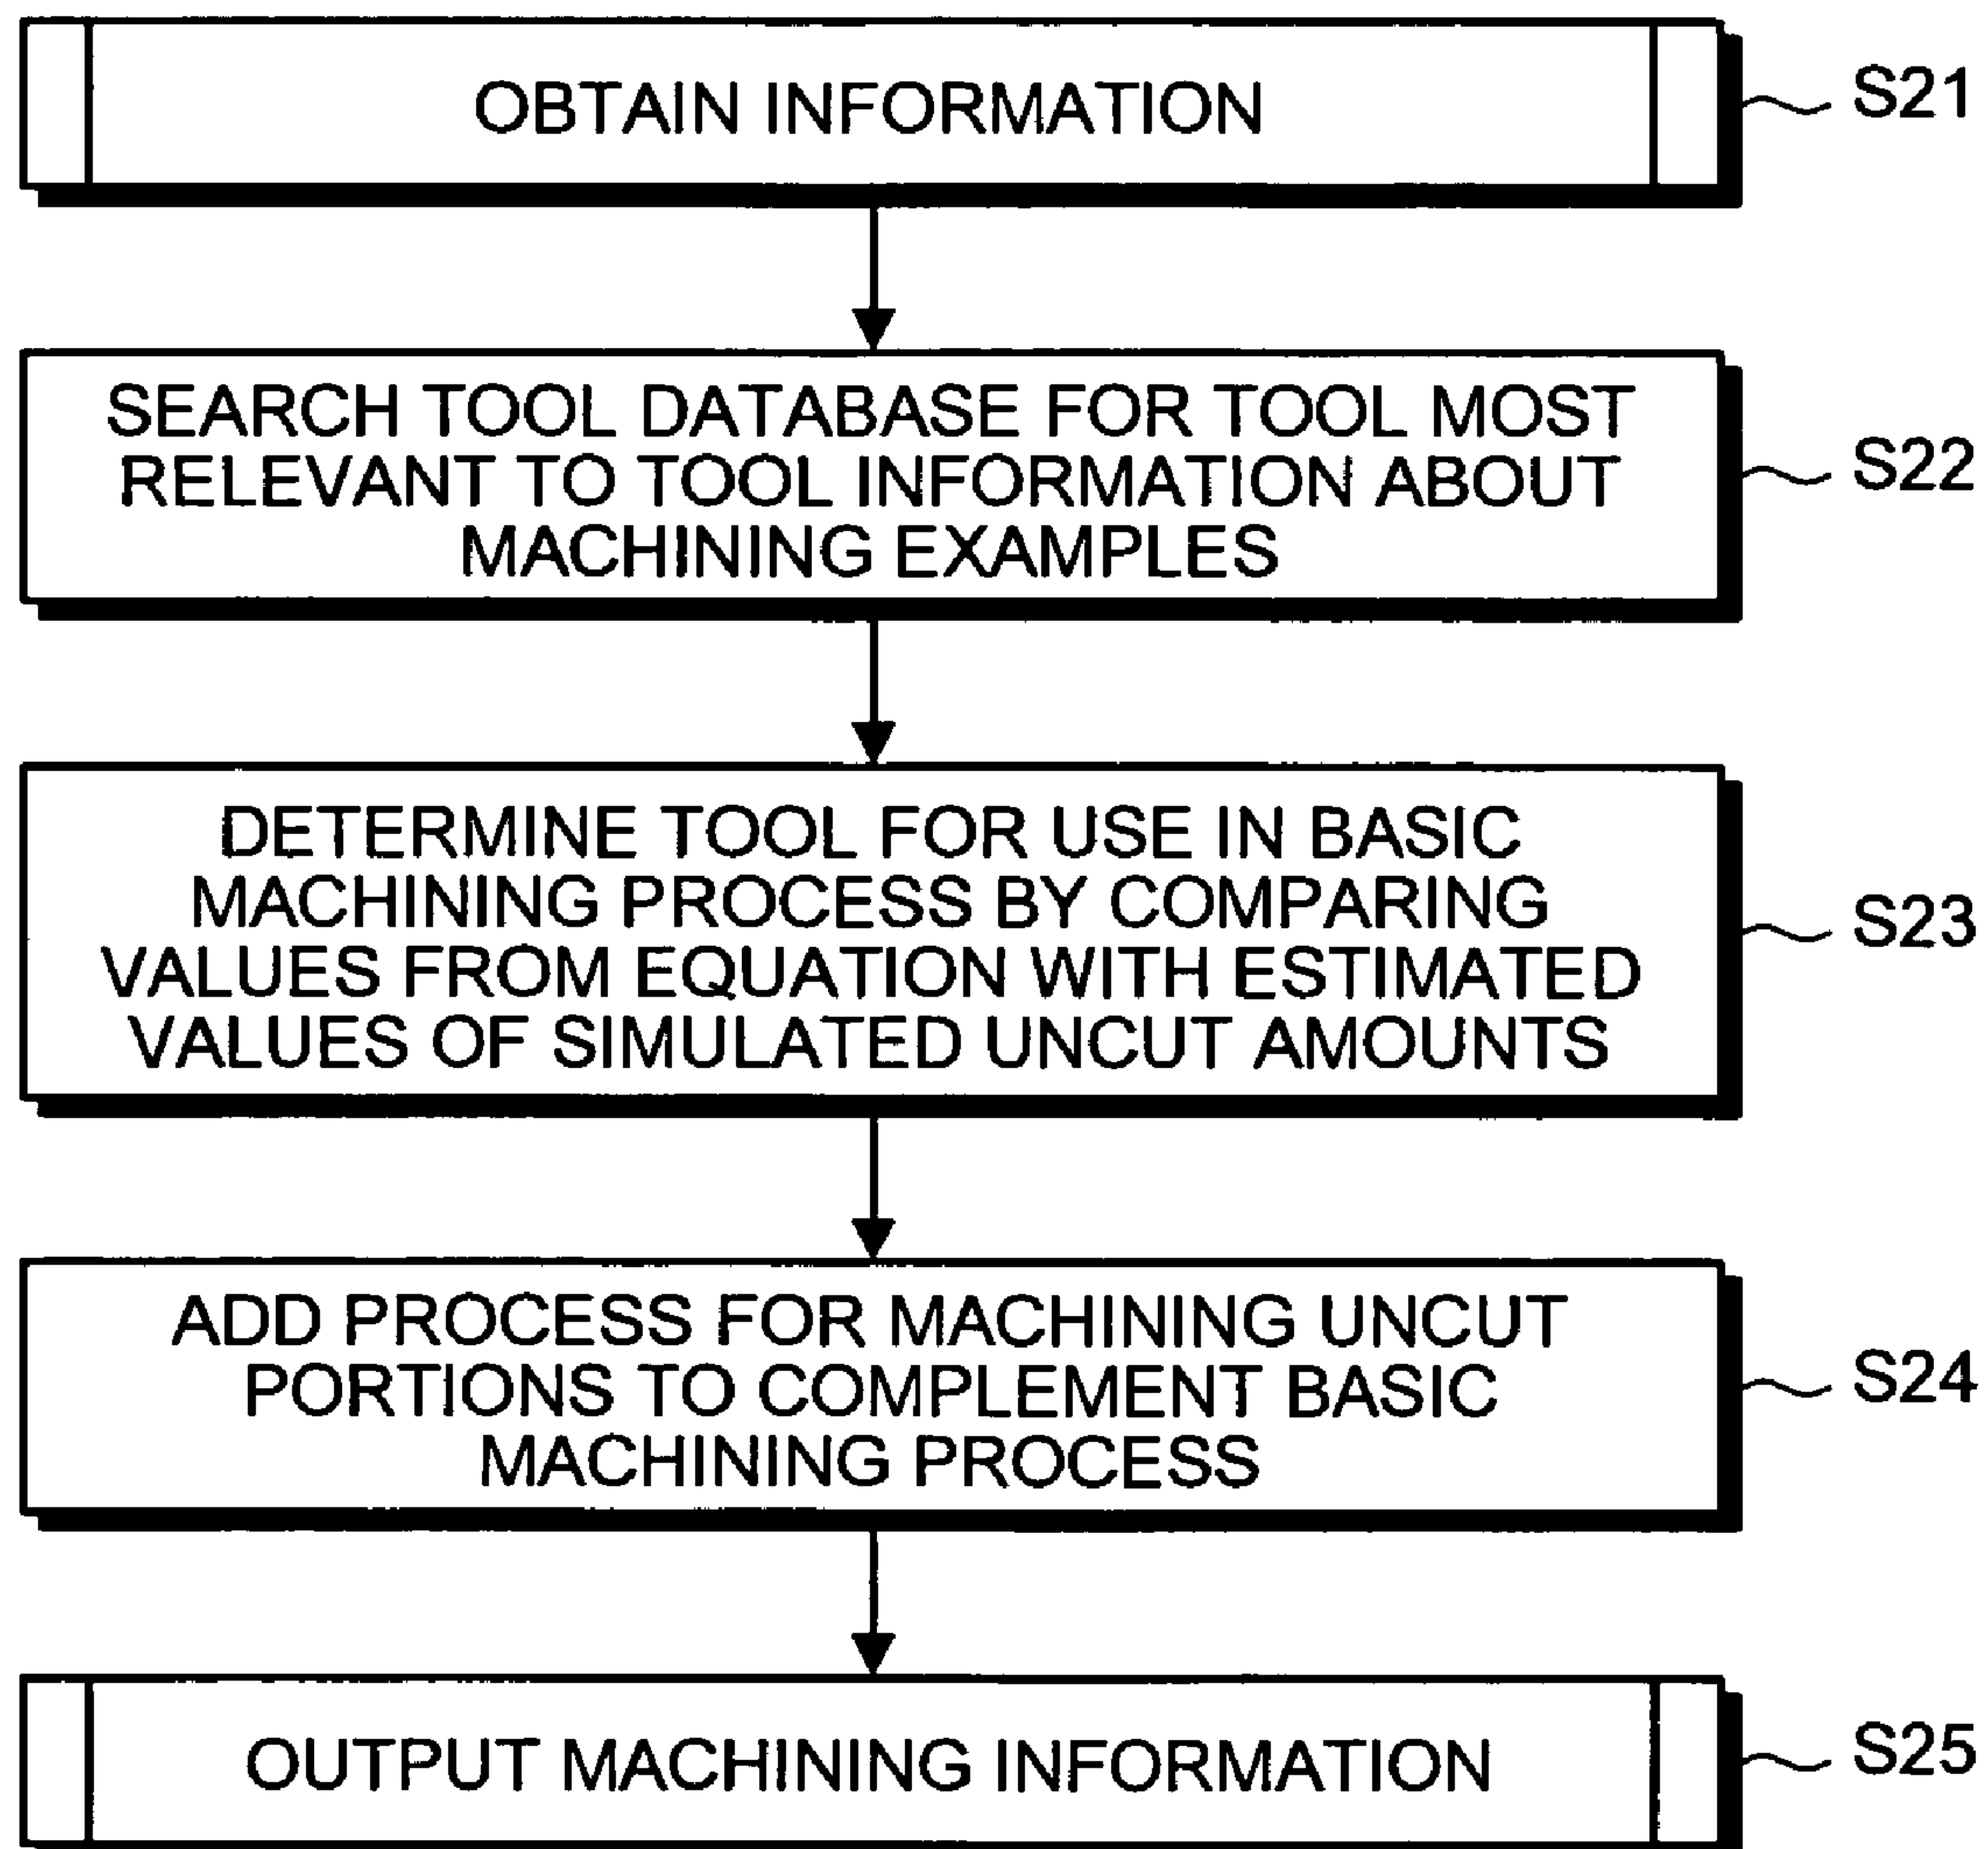 OBTAIN INFORMATION
S21
SEARCH TOOL DATABASE FOR TOOL MOST
RELEVANT TO TOOL INFORMATION ABOUT
MACHINING EXAMPLES
S22
DETERMINE TOOL FOR USE IN BASIC
MACHINING PROCESS BY COMPARING
VALUES FROM EQUATION WITH ESTIMATED
VALUES OF SIMULATED UNCUT AMOUNTS
S23
ADD PROCESS FOR MACHINING UNCUT
PORTIONS TO COMPLEMENT BASIC
MACHINING PROCESS
S24
OUTPUT MACHINING INFORMATION
S25